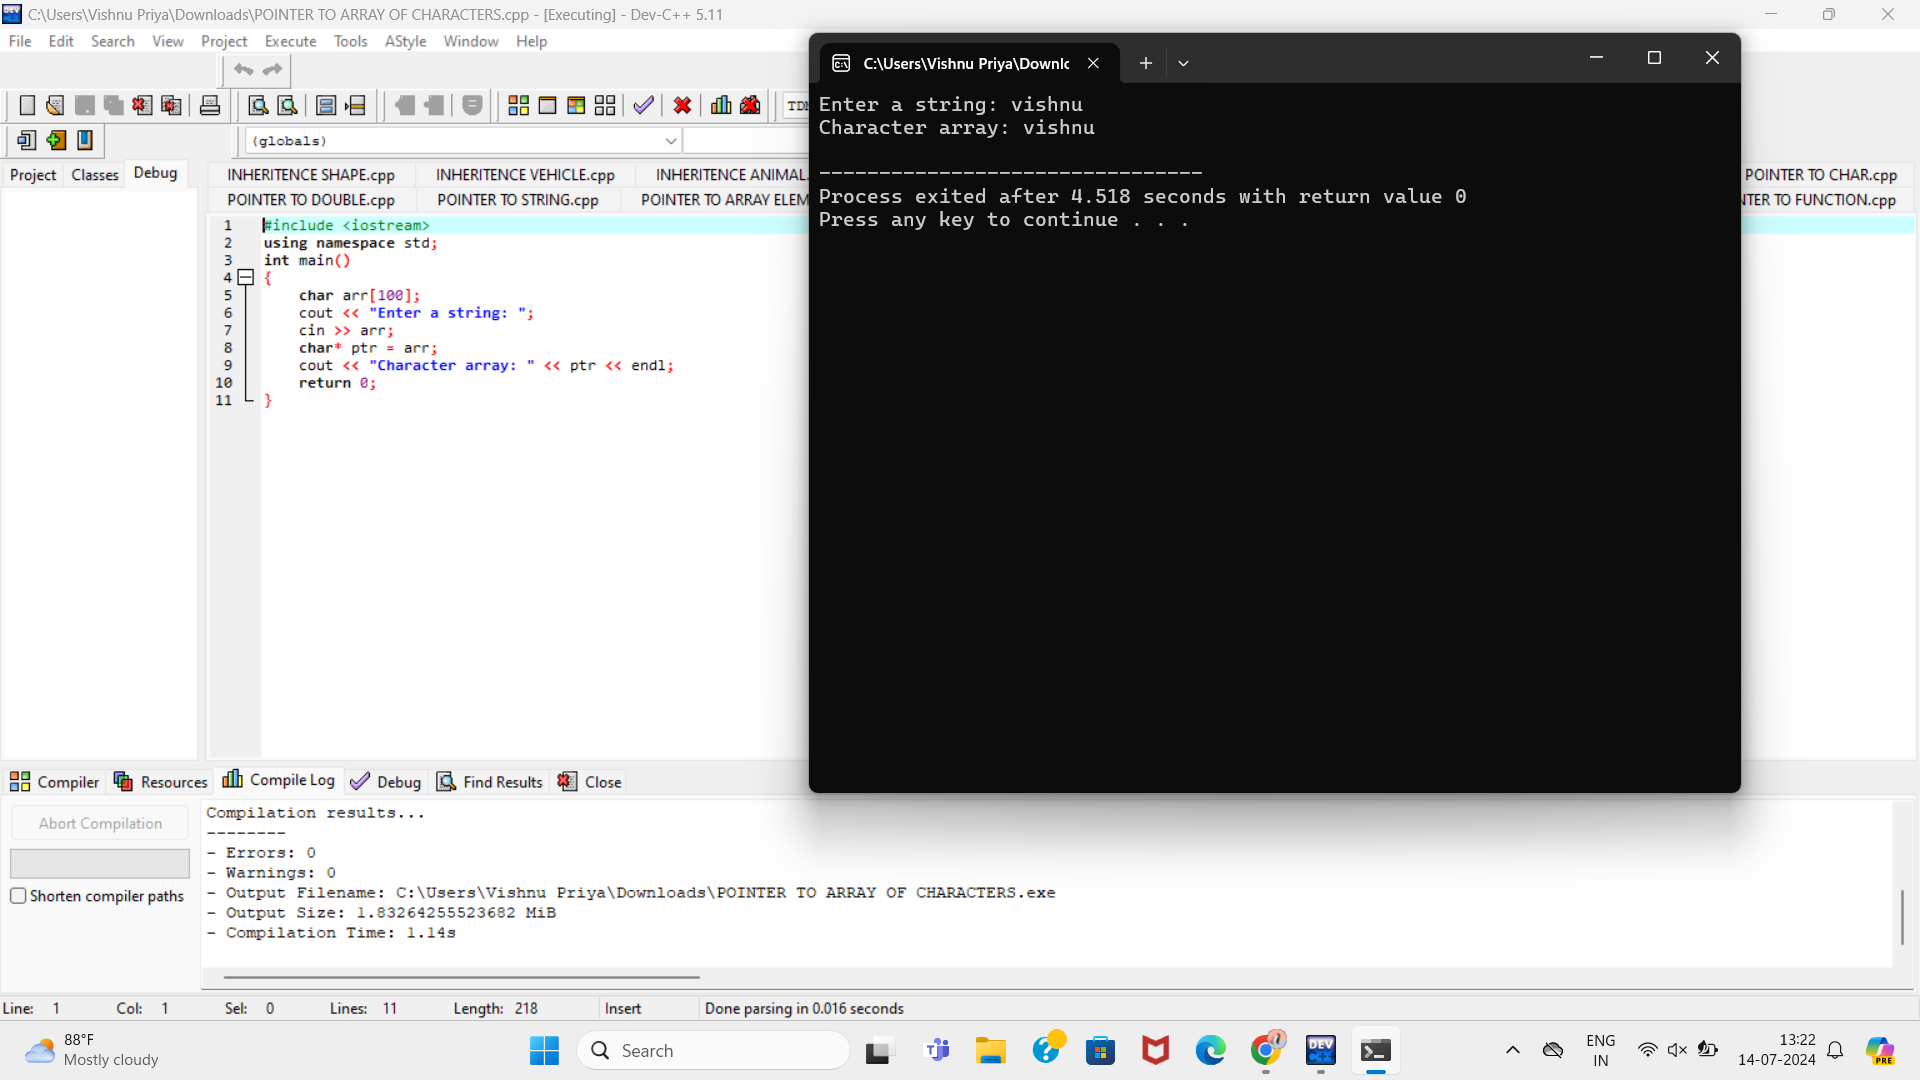 C:\Users\Vishnu Priya\Downloads\POINTER TO ARRAY OF CHARACTERS.cpp - [Executing] - Dev-C++ 5.11
File Edit Search View Project Execute Tools AStyle Window Help
(globals)
Project Classes Debug
INHERITENCE SHAPE.cpp INHERITENCE VEHICLE.cpp INHERITENCE ANIMAL. POINTER TO CHAR.cpp
POINTER TO DOUBLE.cpp POINTER TO STRING.cpp POINTER TO ARRAY ELEM NTER TO FUNCTION.cpp
1 #include <iostream>
2 using namespace std;
3 int main()
4 {
5 char arr[100];
6 cout << "Enter a string: ";
7 cin >> arr;
8 char* ptr = arr;
9 cout << "Character array: " << ptr << endl;
10 return 0;
11 }
C:\Users\Vishnu Priya\Downlc
Enter a string: vishnu
Character array: vishnu
--------------------------------
Process exited after 4.518 seconds with return value 0
Press any key to continue . . .
Compiler Resources Compile Log Debug Find Results Close
Abort Compilation
Shorten compiler paths
Compilation results...
--------
- Errors: 0
- Warnings: 0
- Output Filename: C:\Users\Vishnu Priya\Downloads\POINTER TO ARRAY OF CHARACTERS.exe
- Output Size: 1.83264255523682 MiB
- Compilation Time: 1.14s
Line: 1 Col: 1 Sel: 0 Lines: 11 Length: 218 Insert Done parsing in 0.016 seconds
88°F
Mostly cloudy
Search
DEV
ENG
IN
13:22
14-07-2024
PRE